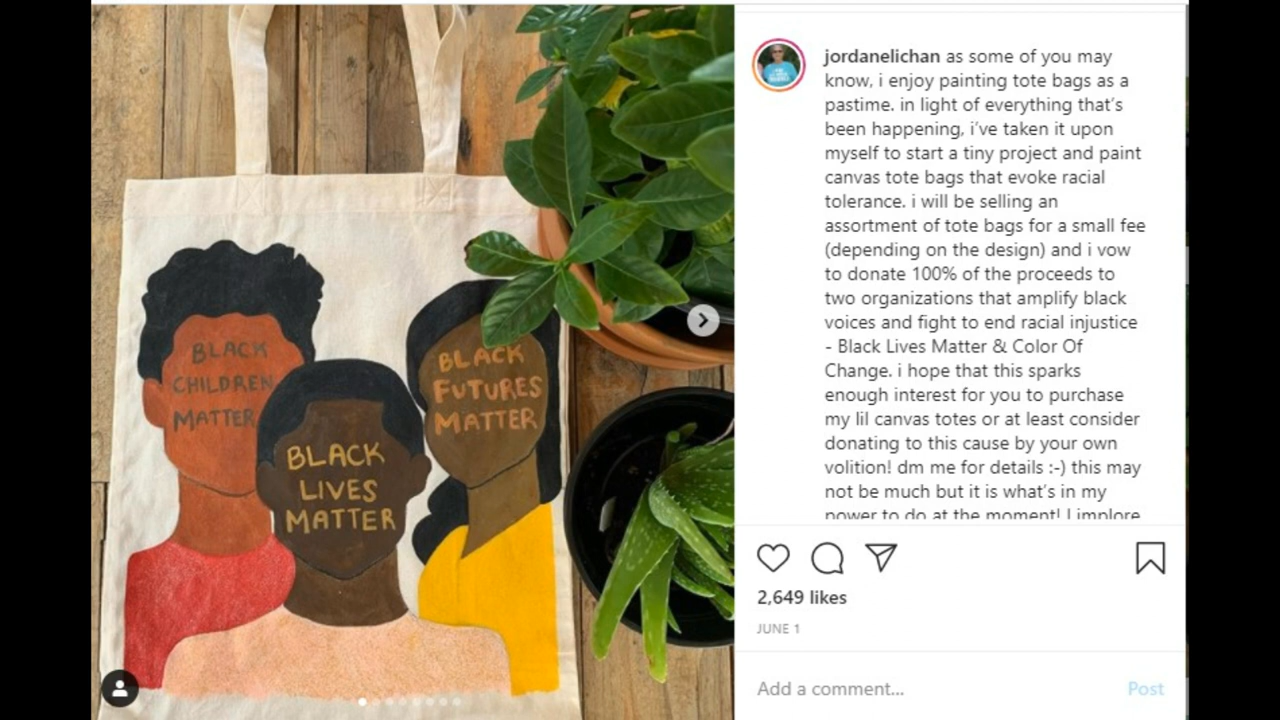 BLACK
CHILDREN
MATTER
BLACK
LIVES
MATTER
BLACK
FUTURES
MATTER
jordanelichan as some of you may
know, i enjoy painting tote bags as a
pastime. in light of everything that's
been happening, i've taken it upon
myself to start a tiny project and paint
canvas tote bags that evoke racial
tolerance. i will be selling an
assortment of tote bags for a small fee
(depending on the design) and i vow
to donate 100% of the proceeds to
two organizations that amplify black
voices and fight to end racial injustice
- Black Lives Matter & Color Of
Change. i hope that this sparks
enough interest for you to purchase
my lil canvas totes or at least consider
donating to this cause by your own
volition! dm me for details :-) this may
not be much but it is what's in my
power to do at the moment! I implore
2,649 likes
JUNE 1
Add a comment...
Post